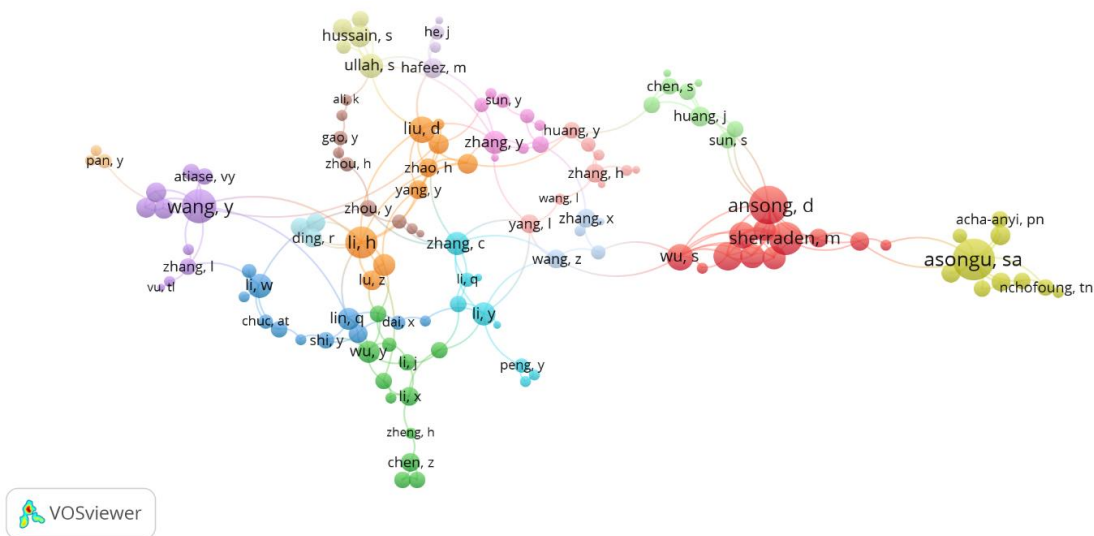 he, j
hussain, s
ullah, s
hafeez, m
chen, s
ali, k
sun, y
huang, j
liu, d
huang, y
gao, y
zhang, y
sun, s
pan, y
zhou, h
zhao, h
atiase, vy
zhang, h
yang, y
wang, l
wang, y
zhou, y
ansong, d
zhang, x
acha-anyi, pn
yang, l
ding, r
li, h
zhang, c
sherraden, m
wu, s
wang, z
asongu, sa
zhang, l
li, w
lu, z
li, q
vu, tl
nchofoung, tn
chuc, at
lin, q
dai, x
li, y
shi, y
wu, y
li, j
peng, y
li, x
zheng, h
chen, z
VOSviewer